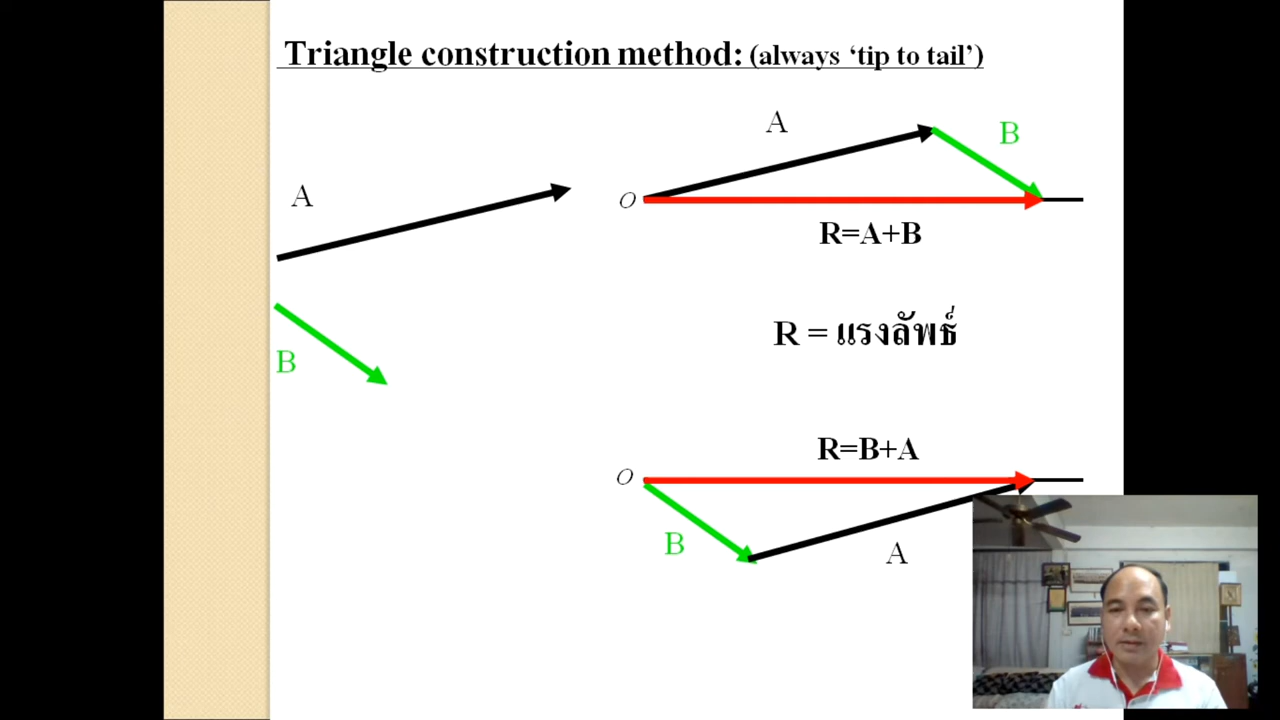 Triangle construction method: (always ‘tip to tail’)
A
B
A
B
O
R=A+B
R = แรงลัพธ์
R=B+A
O
B
A